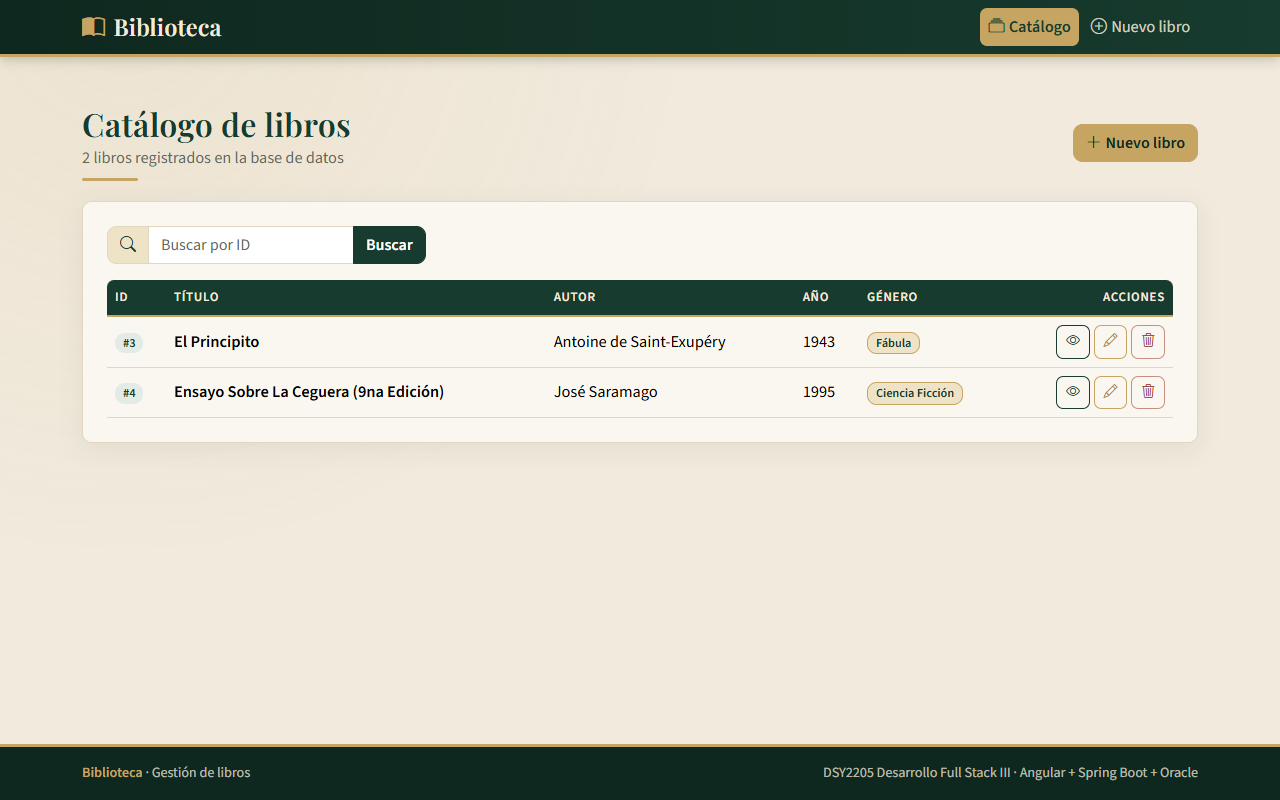 Biblioteca
Catálogo
Nuevo libro
Catálogo de libros
2 libros registrados en la base de datos
Nuevo libro
Buscar por ID
Buscar
ID TÍTULO AUTOR AÑO GÉNERO ACCIONES
#3 El Principito Antoine de Saint-Exupéry 1943 Fábula
#4 Ensayo Sobre La Ceguera (9na Edición) José Saramago 1995 Ciencia Ficción
Biblioteca · Gestión de libros
DSY2205 Desarrollo Full Stack III · Angular + Spring Boot + Oracle